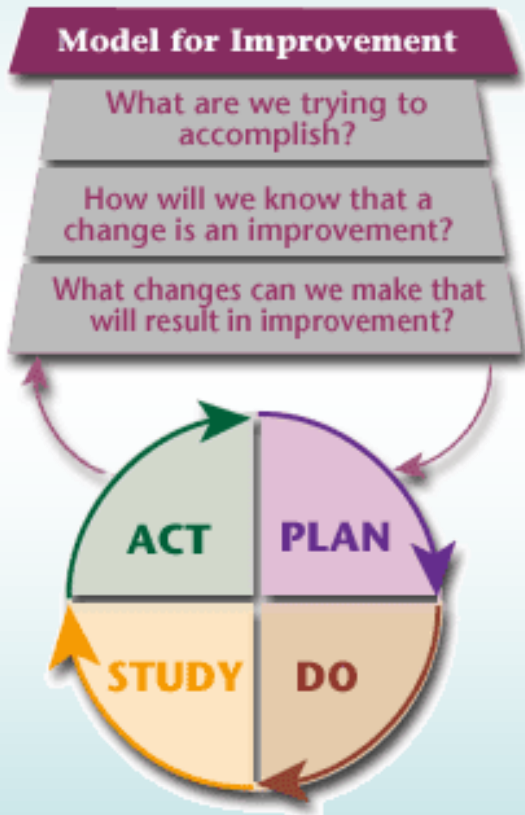 Model for Improvement
What are we trying to
accomplish?
How will we know that a
change is an improvement?
What changes can we make that
will result in improvement?
ACT
PLAN
STUDY
DO